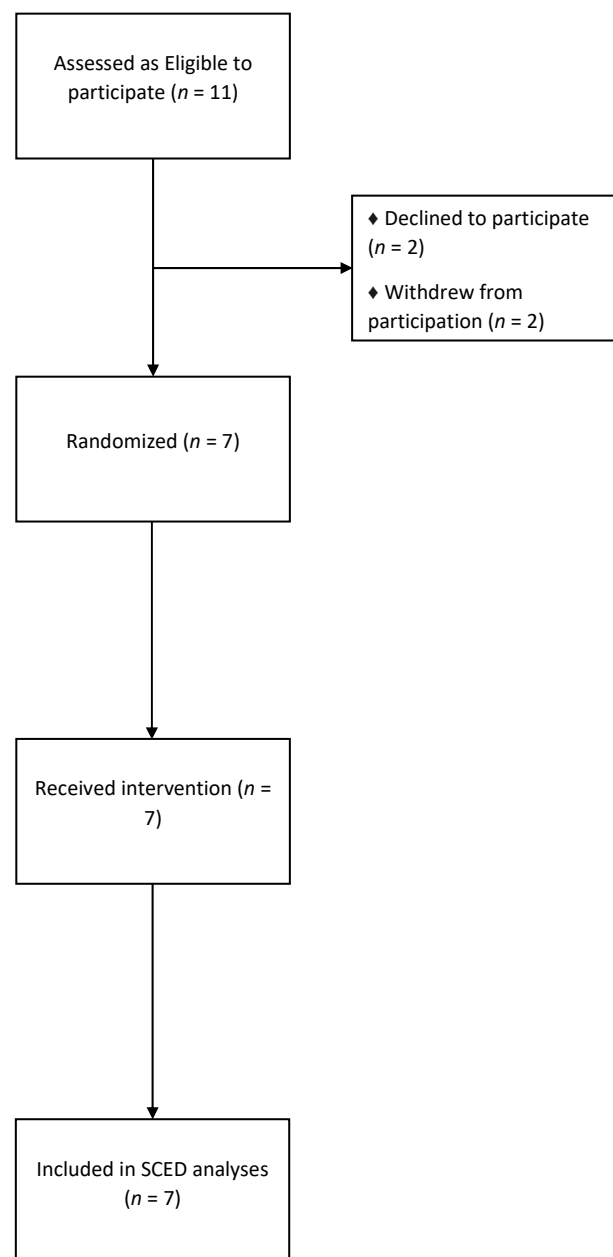 Assessed as Eligible to
participate (n = 11)
♦ Declined to participate
(n = 2)
♦ Withdrew from
participation (n = 2)
Randomized (n = 7)
Received intervention (n =
7)
Included in SCED analyses
(n = 7)